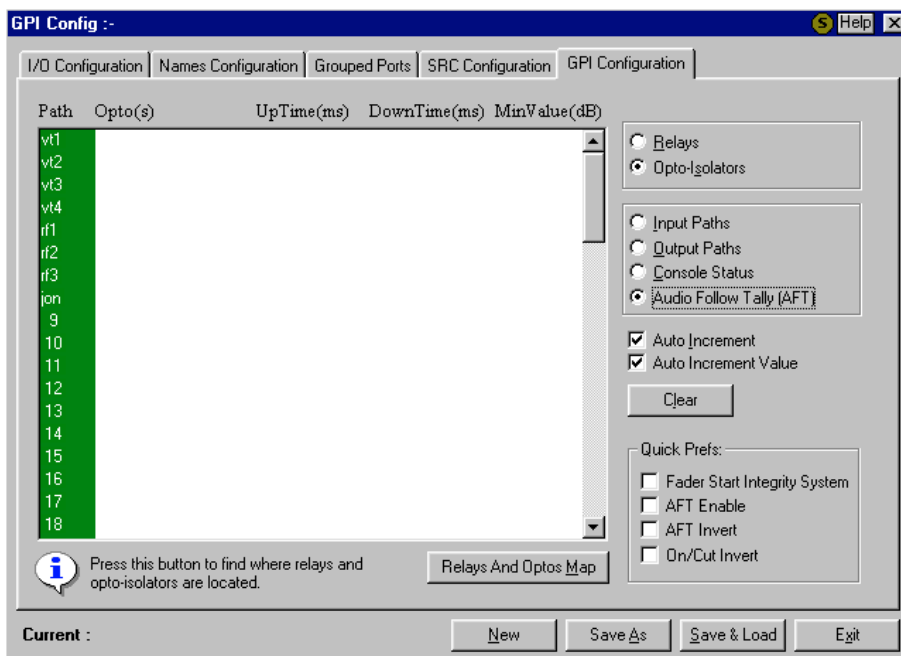 GPI Config :-
S Help
I/O Configuration Names Configuration Grouped Ports SRC Configuration GPI Configuration
Path Opto(s) UpTime(ms) DownTime(ms) MinValue(dB)
vt1
vt2
vt3
vt4
rf1
rf2
rf3
jon
9
10
11
12
13
14
15
16
17
18
Relays
Opto-Isolators
Input Paths
Output Paths
Console Status
Audio Follow Tally (AFT)
Auto Increment
Auto Increment Value
Clear
Quick Prefs:
Fader Start Integrity System
AFT Enable
AFT Invert
On/Cut Invert
Press this button to find where relays and
opto-isolators are located.
Relays And Optos Map
Current :
New Save As Save & Load Exit